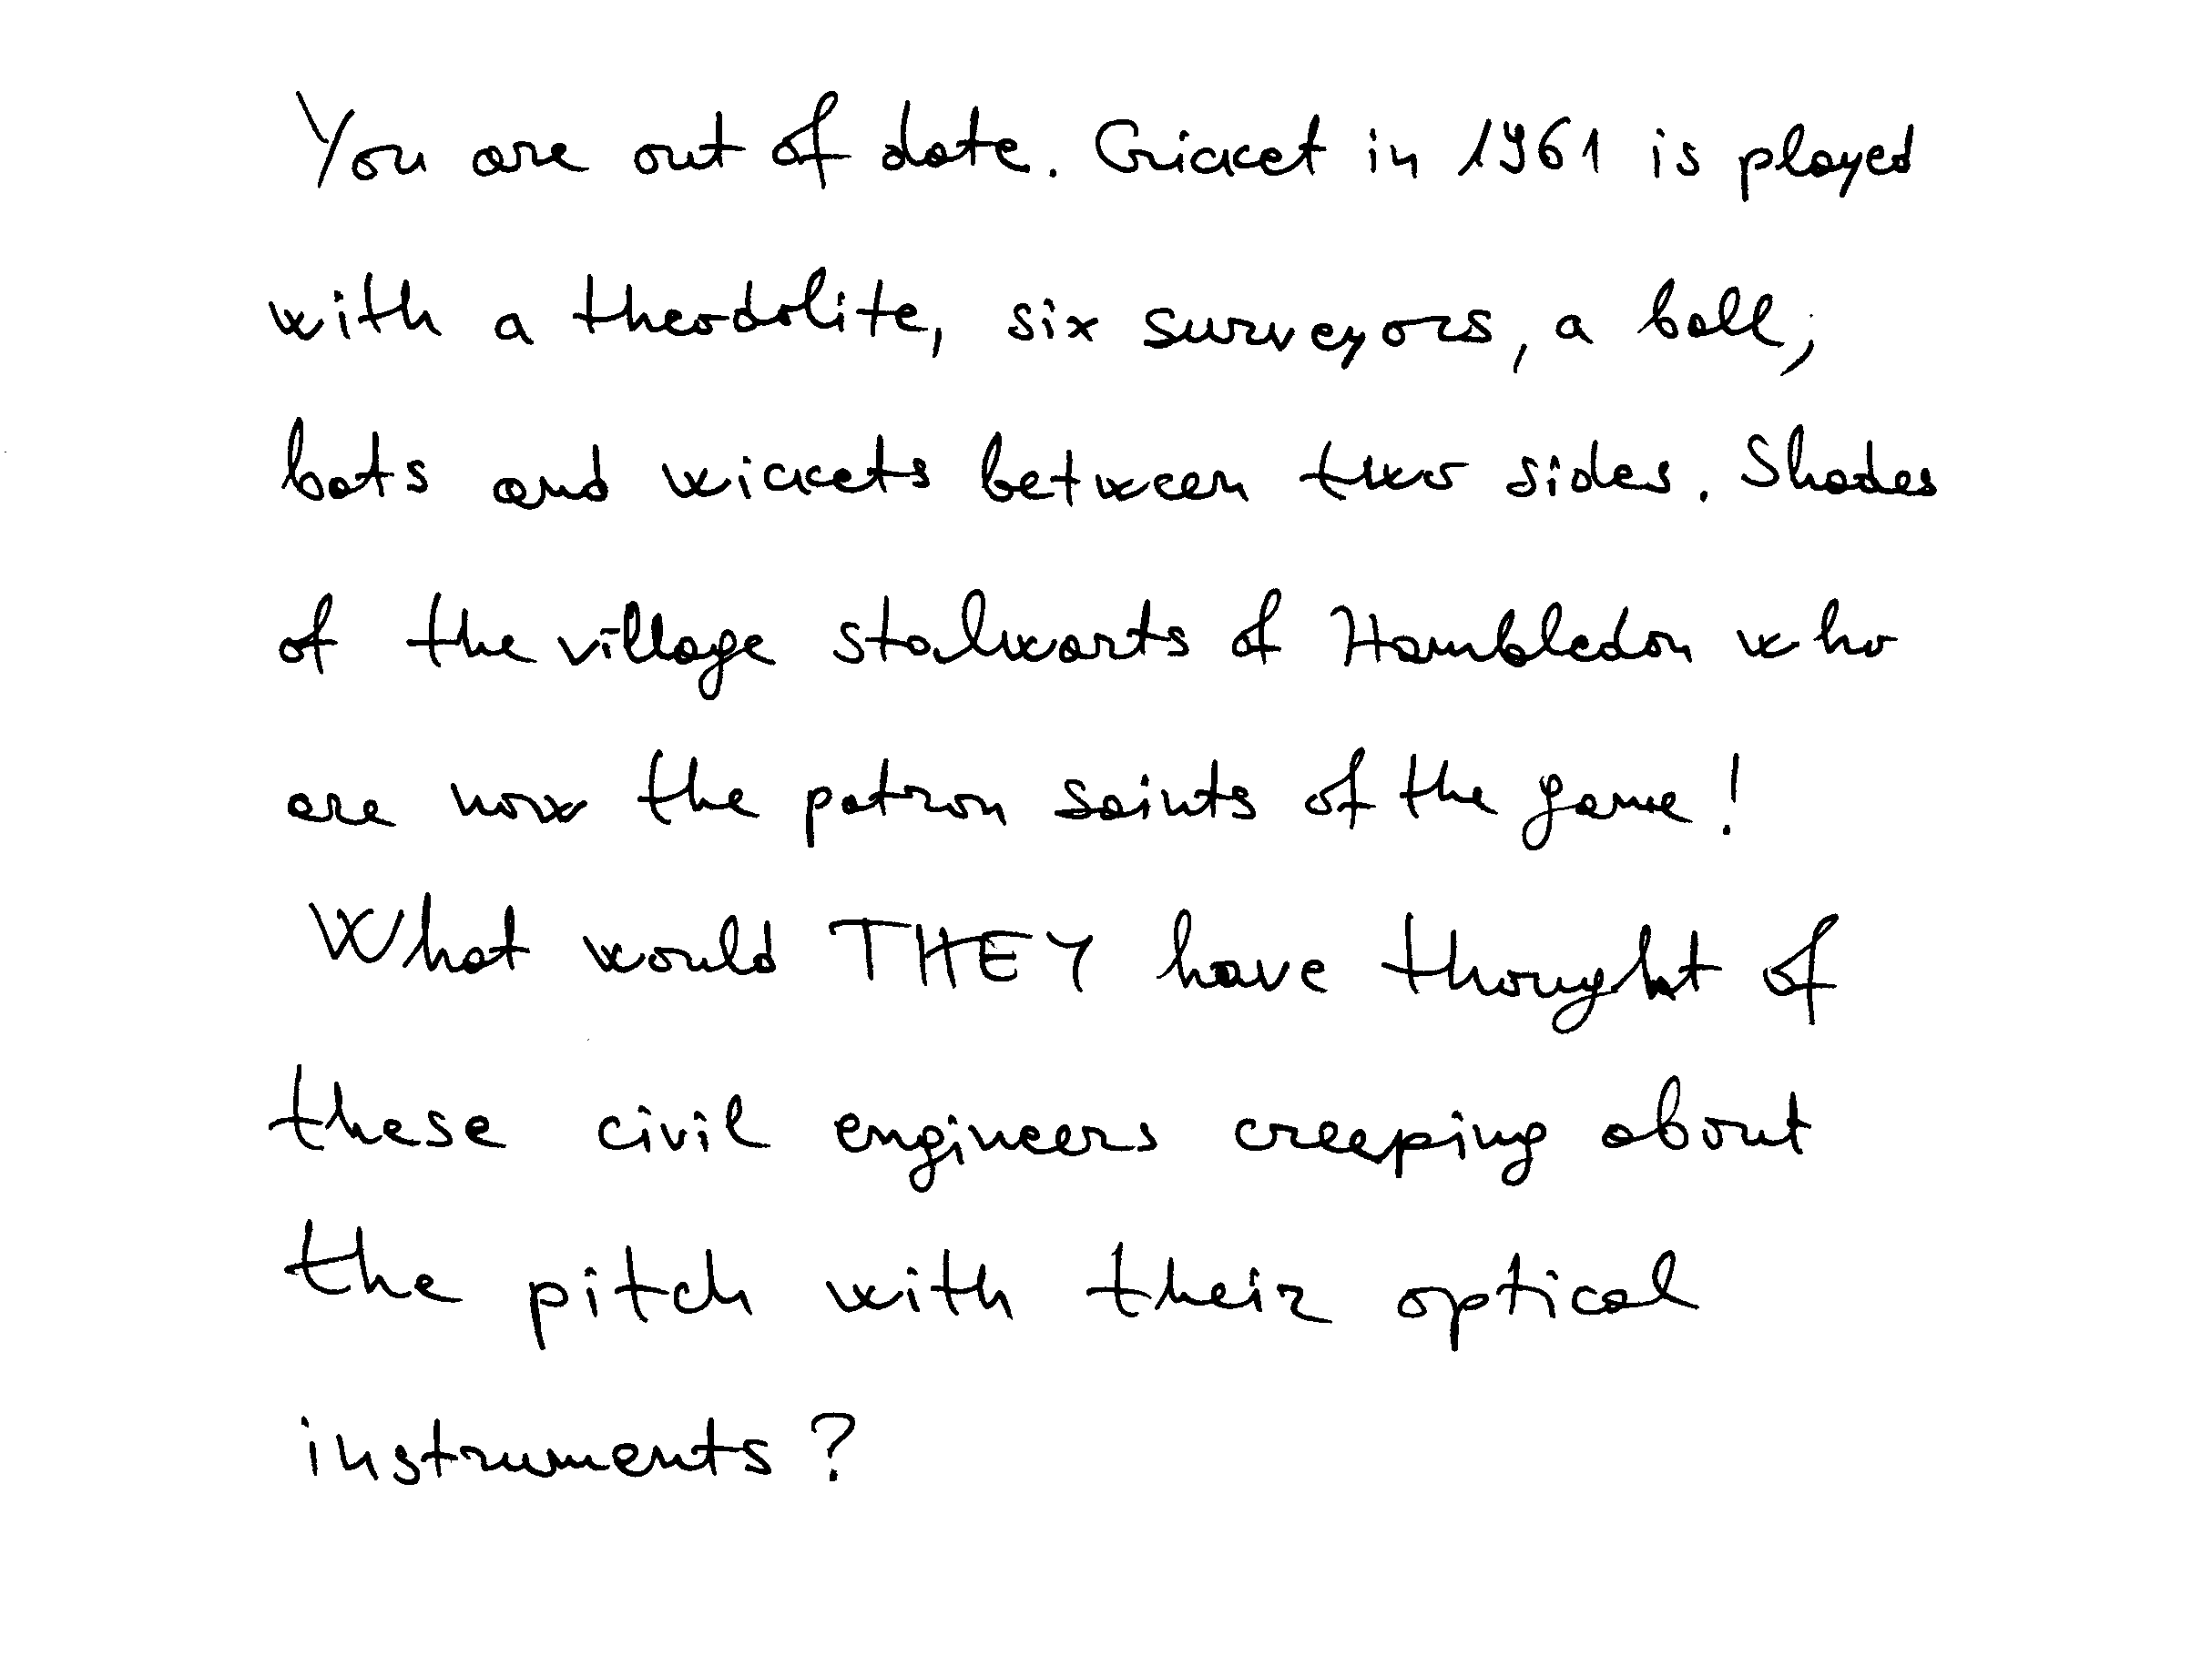 You are out of date. Cricket in 1961 is played
with a theodolite, six surveyors, a ball,
bats and wickets between two sides. Shades
of the village stalwarts of Hambledon who
are now the patron saints of the game!
What would THEY have thought of
these civil engineers creeping about
the pitch with their optical
instruments?